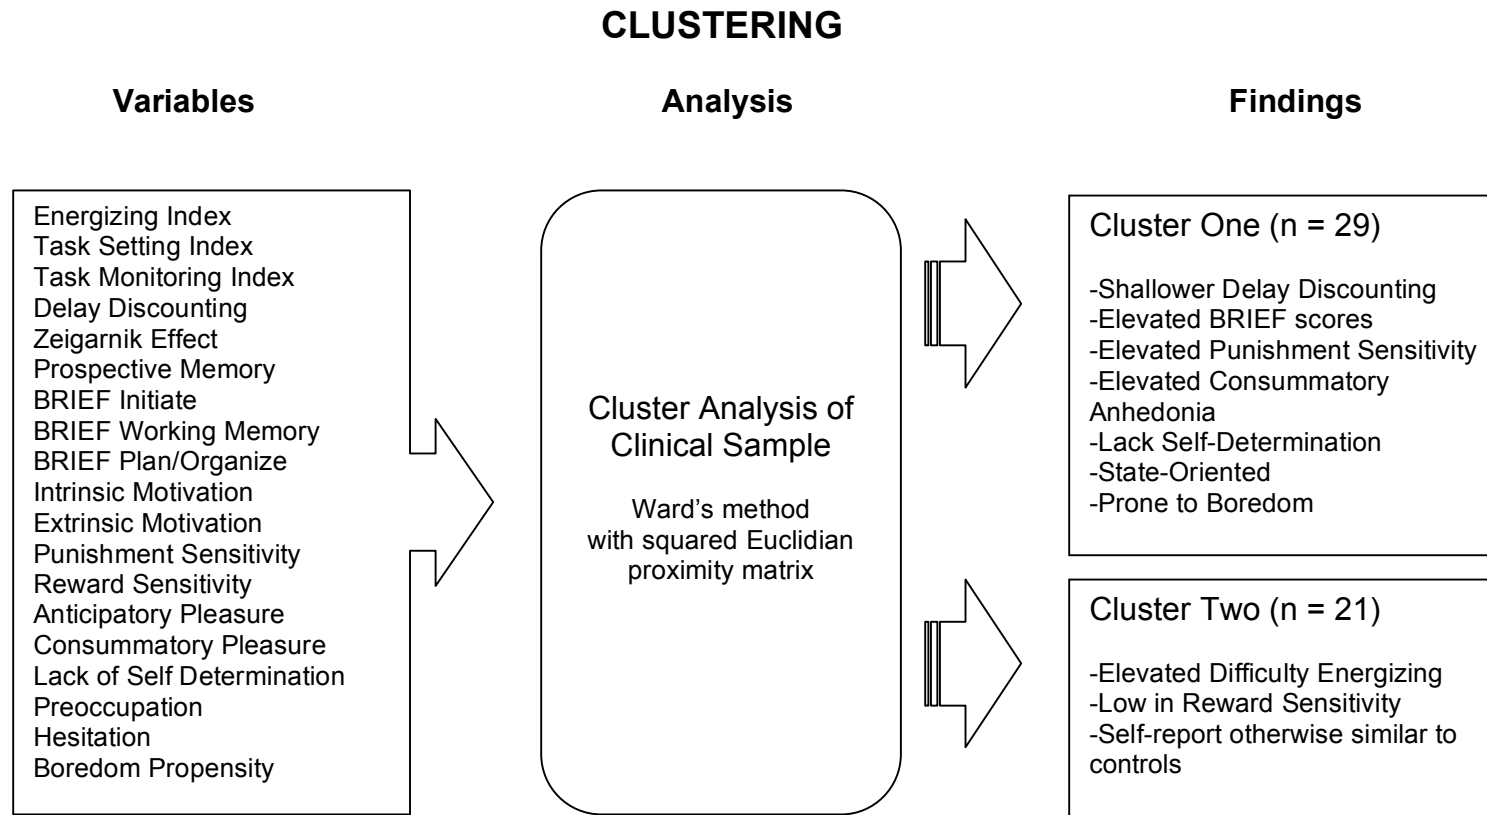 CLUSTERING
Variables
Analysis
Findings
Energizing Index
Task Setting Index
Task Monitoring Index
Delay Discounting
Zeigarnik Effect
Prospective Memory
BRIEF Initiate
BRIEF Working Memory
BRIEF Plan/Organize
Intrinsic Motivation
Extrinsic Motivation
Punishment Sensitivity
Reward Sensitivity
Anticipatory Pleasure
Consummatory Pleasure
Lack of Self Determination
Preoccupation
Hesitation
Boredom Propensity
Cluster Analysis of
Clinical Sample
Ward’s method
with squared Euclidian
proximity matrix
Cluster One (n = 29)
-Shallower Delay Discounting
-Elevated BRIEF scores
-Elevated Punishment Sensitivity
-Elevated Consummatory
Anhedonia
-Lack Self-Determination
-State-Oriented
-Prone to Boredom
Cluster Two (n = 21)
-Elevated Difficulty Energizing
-Low in Reward Sensitivity
-Self-report otherwise similar to
controls